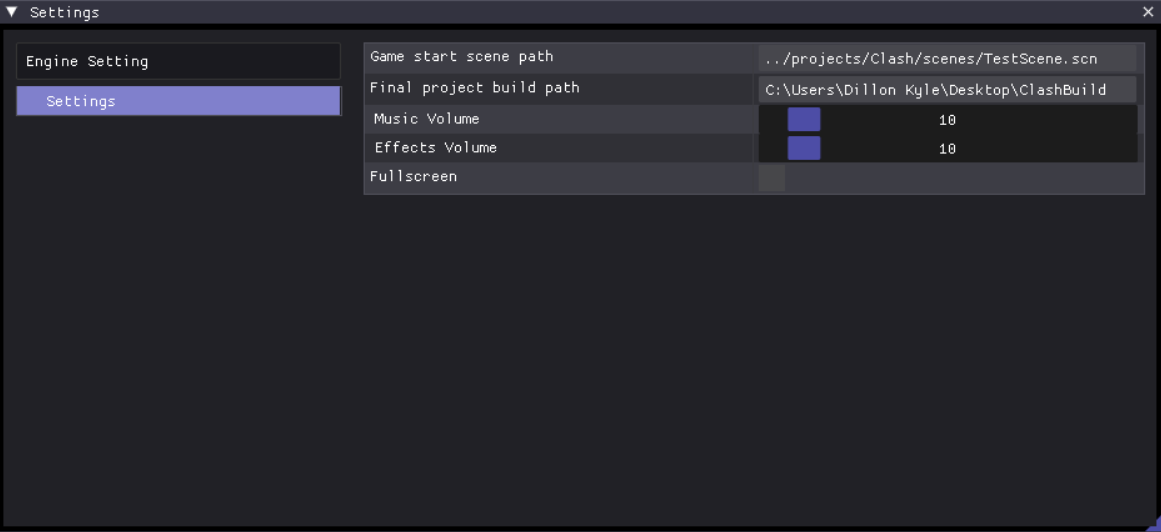 Settings
Engine Setting
Settings
Game start scene path ../projects/Clash/scenes/TestScene.scn
Final project build path C:\Users\Dillon Kyle\Desktop\ClashBuild
Music Volume 10
Effects Volume 10
Fullscreen